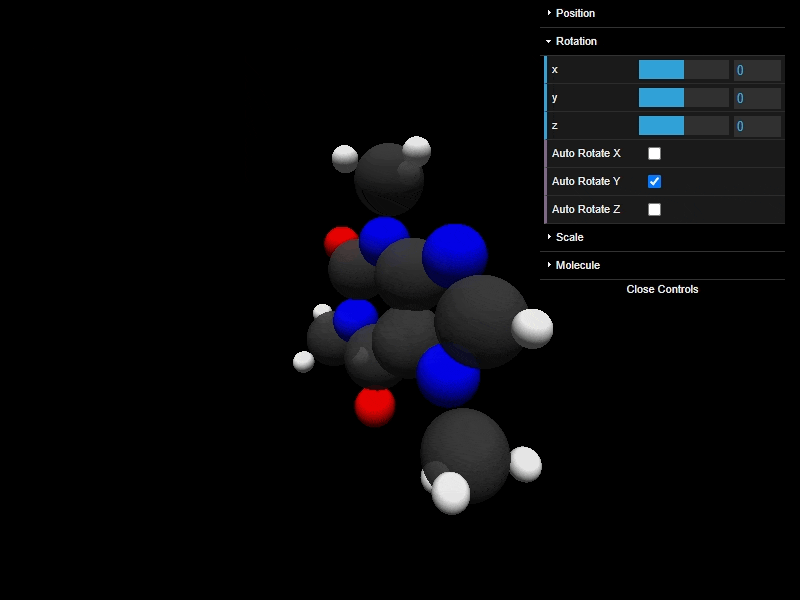 Position
Rotation
x 0
y 0
z 0
Auto Rotate X
Auto Rotate Y
Auto Rotate Z
Scale
Molecule
Close Controls